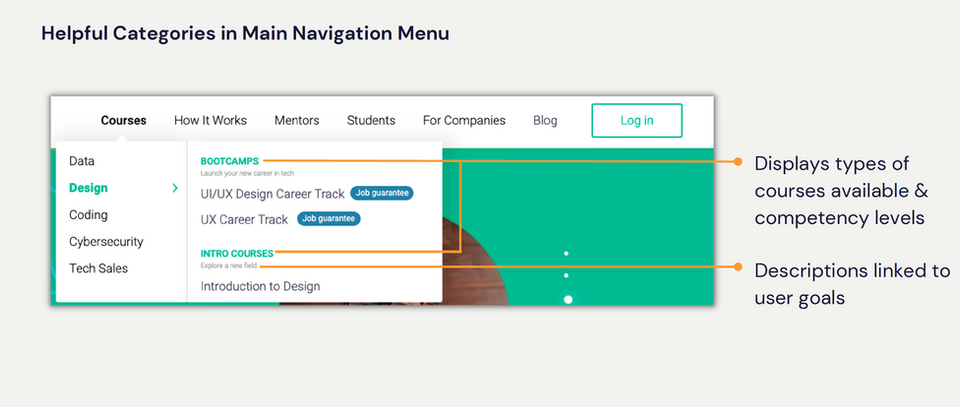 Helpful Categories in Main Navigation Menu
Courses How It Works Mentors Students For Companies Blog Log in
Data
Design
Coding
Cybersecurity
Tech Sales
BOOTCAMPS
Launch your new career in tech
UI/UX Design Career Track Job guarantee
UX Career Track Job guarantee
INTRO COURSES
Explore a new field
Introduction to Design
Displays types of
courses available &
competency levels
Descriptions linked to
user goals